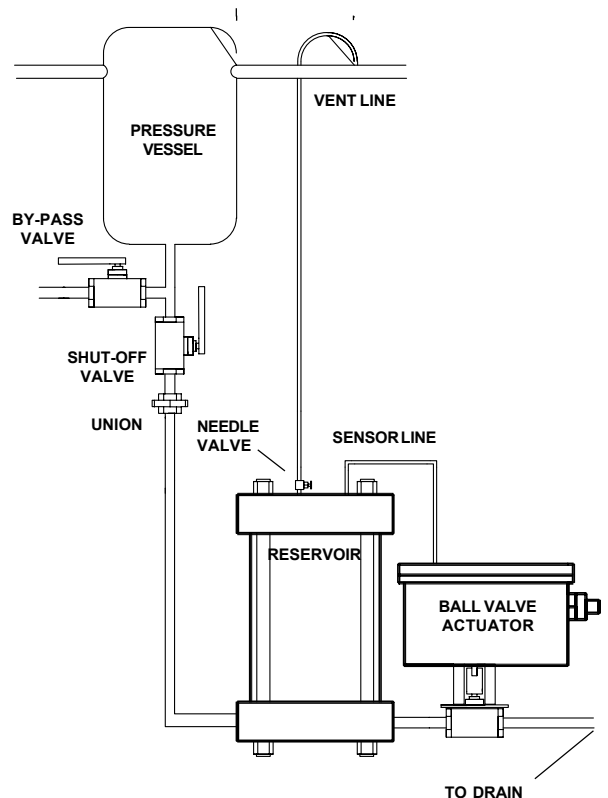 VENT LINE
PRESSURE
VESSEL
BY-PASS
VALVE
SHUT-OFF
VALVE
UNION
NEEDLE
VALVE
SENSOR LINE
RESERVOIR
BALL VALVE
ACTUATOR
TO DRAIN